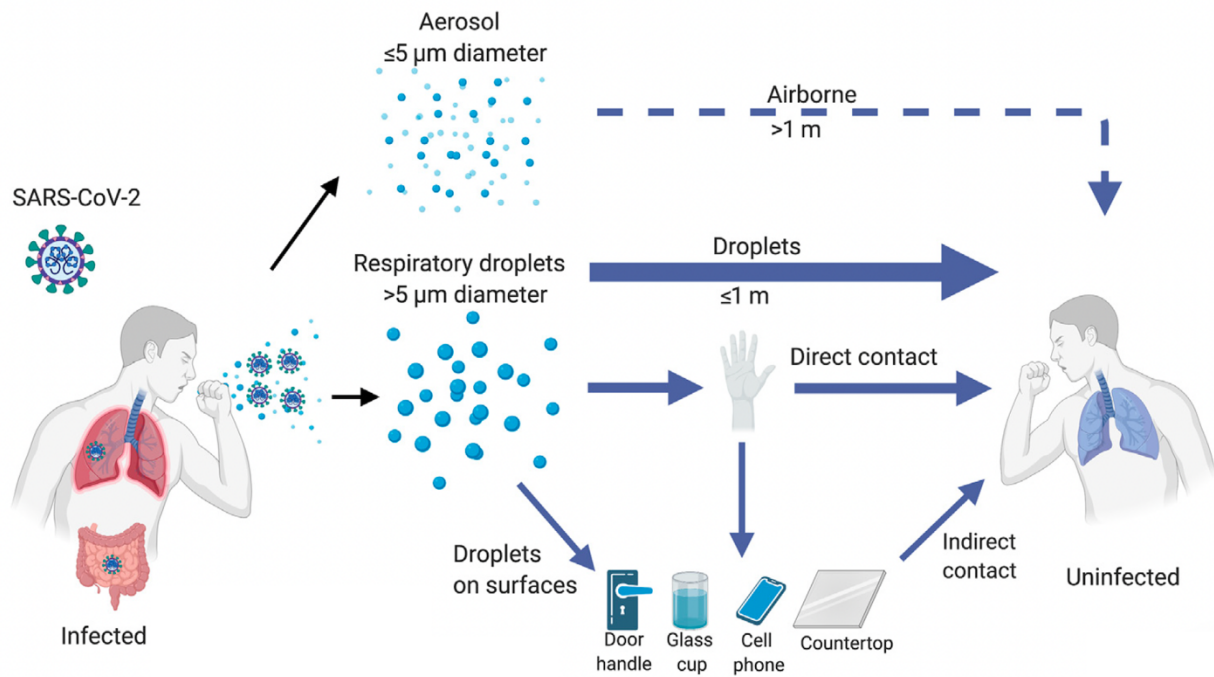 Aerosol
≤5 μm diameter
Airborne
>1 m
SARS-CoV-2
Respiratory droplets
>5 μm diameter
Droplets
≤1 m
Direct contact
Droplets
on surfaces
Indirect
contact
Infected
Uninfected
Door
handle
Glass
cup
Cell
phone
Countertop